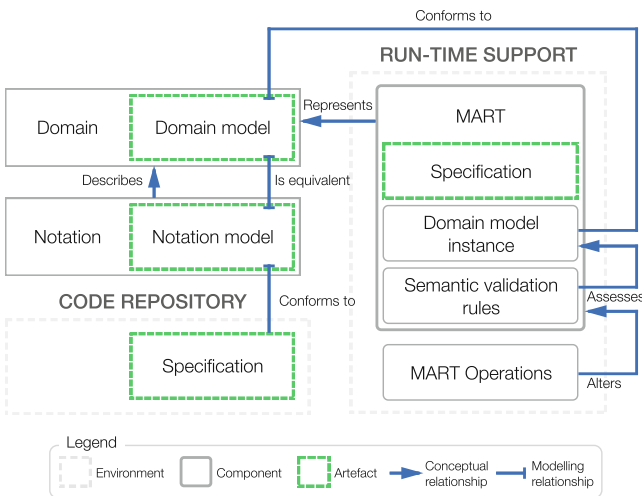 Conforms to
RUN-TIME SUPPORT
Represents
MART
Domain
Domain model
Specification
Describes
Is equivalent
Domain model
instance
Notation
Notation model
Semantic validation
rules
CODE REPOSITORY
Conforms to
Assesses
Specification
MART Operations
Alters
Legend
Environment
Component
Artefact
Conceptual
relationship
Modelling
relationship